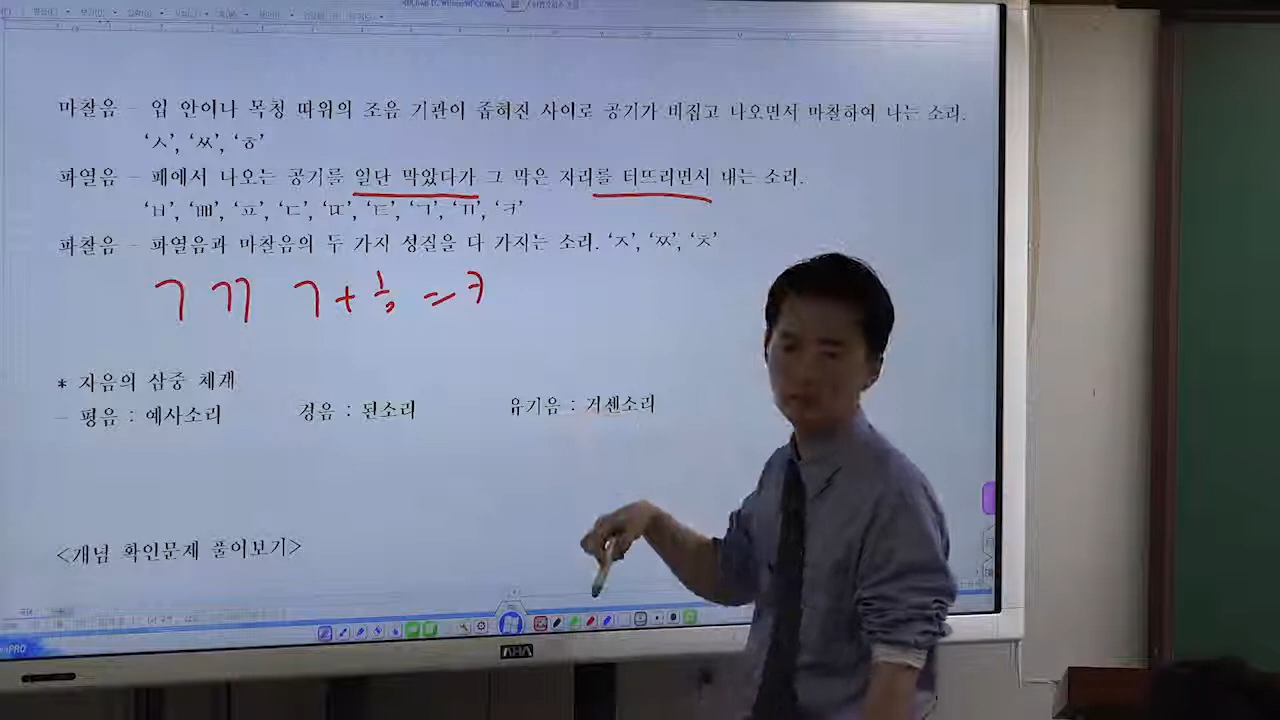 마찰음 - 입 안이나 목청 따위의 조음 기관이 좁혀진 사이로 공기가 비집고 나오면서 마찰하여 나는 소리.
‘ㅅ’, ‘ㅆ’, ‘ㅎ’
파열음 - 폐에서 나오는 공기를 일단 막았다가 그 막은 자리를 터뜨리면서 내는 소리.
‘ㅂ’, ‘ㅃ’, ‘ㅍ’, ‘ㄷ’, ‘ㄸ’, ‘ㅌ’, ‘ㄱ’, ‘ㄲ’, ‘ㅋ’
파찰음 - 파열음과 마찰음의 두 가지 성질을 다 가지는 소리. ‘ㅈ’, ‘ㅉ’, ‘ㅊ’
ㄱ ㄲ ㄱ + ㅎ = ㅋ
* 자음의 삼중 체계
- 평음 : 예사소리 경음 : 된소리 유기음 : 거센소리
<개념 확인문제 풀어보기>
AHA